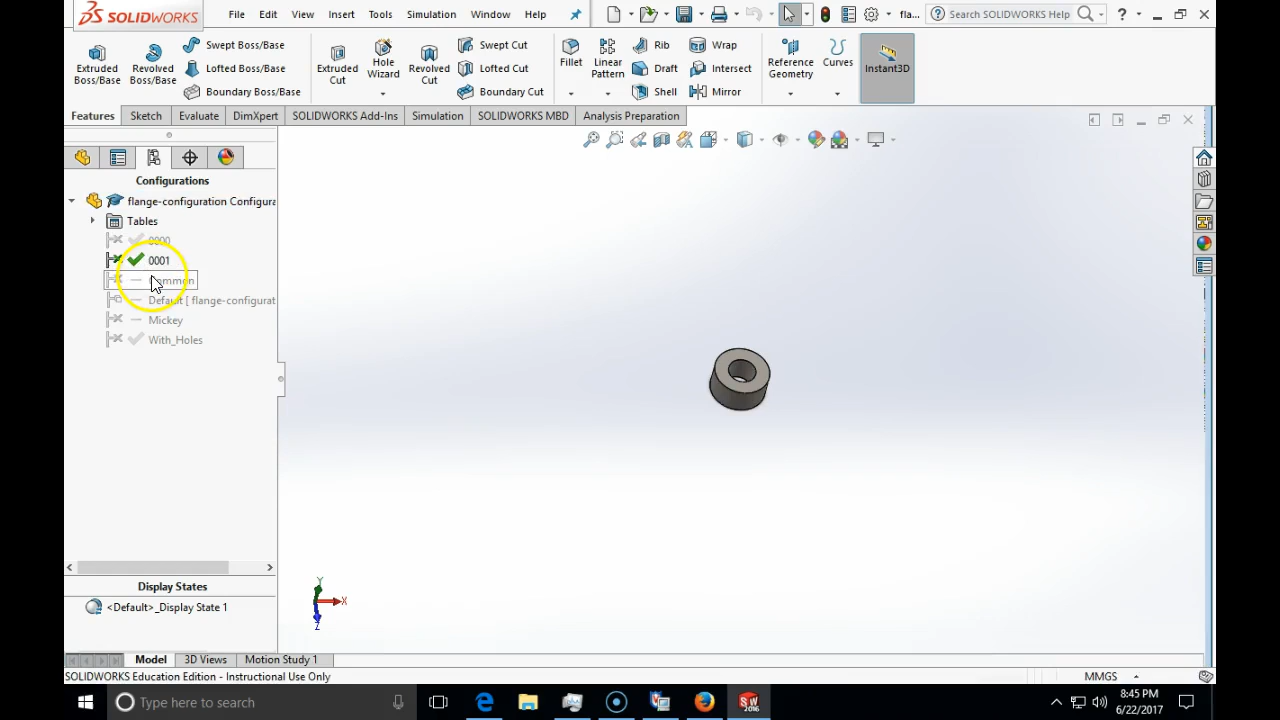 SOLIDWORKS File Edit View Insert Tools Simulation Window Help fla... Search SOLIDWORKS Help ?
Extruded Boss/Base
Revolved Boss/Base
Swept Boss/Base
Lofted Boss/Base
Boundary Boss/Base
Extruded Cut
Hole Wizard
Revolved Cut
Swept Cut
Lofted Cut
Boundary Cut
Fillet
Linear Pattern
Rib
Draft
Shell
Wrap
Intersect
Mirror
Reference Geometry
Curves
Instant3D
Features Sketch Evaluate DimXpert SOLIDWORKS Add-Ins Simulation SOLIDWORKS MBD Analysis Preparation
Configurations
flange-configuration Configura
Tables
0000
0001
Common
Default [ flange-configurat
Mickey
With_Holes
Y
X
Z
Display States
<Default>_Display State 1
Model 3D Views Motion Study 1
SOLIDWORKS Education Edition - Instructional Use Only MMGS
Type here to search
SW 2016
8:45 PM
6/22/2017